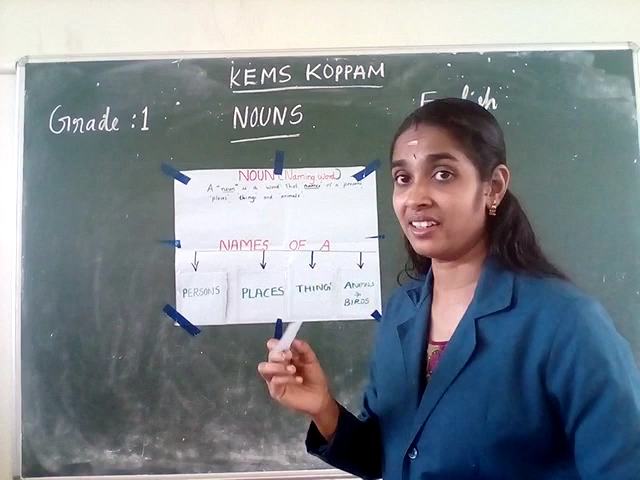 KEMS KOPPAM
Grade : 1
NOUNS
English
NOUN (Naming Word)
A "noun" is a word that names of a persons
'places' things and animals
NAMES OF A
PERSONS
PLACES
THING'S
ANIMALS
&
BIRDS